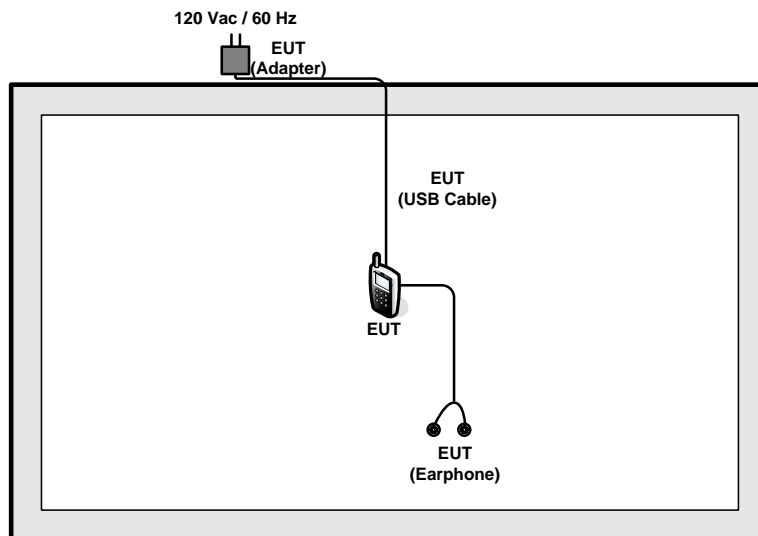 120 Vac / 60 Hz
EUT
(Adapter)
EUT
(USB Cable)
EUT
EUT
(Earphone)